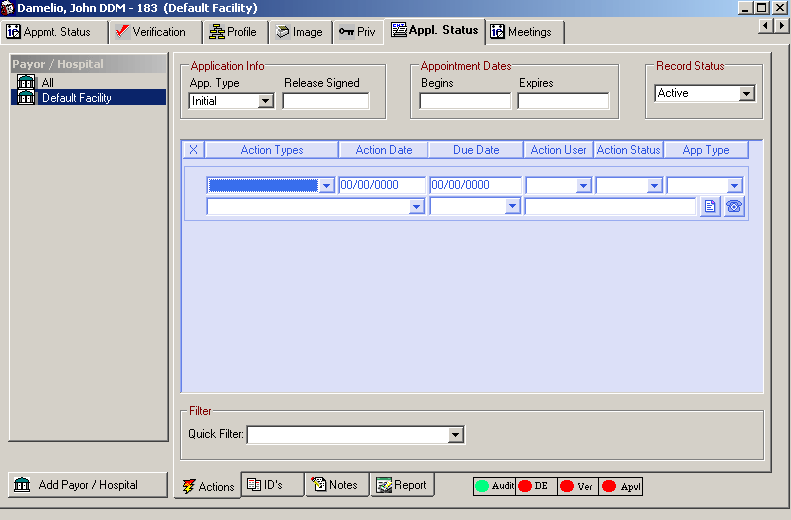 Damelio, John DDM - 183 (Default Facility)
Appmt. Status Verification Profile Image Priv Appl. Status Meetings
Payor / Hospital
All
Default Facility
Application Info Appointment Dates Record Status
App. Type Release Signed Begins Expires
Initial Active
X Action Types Action Date Due Date Action User Action Status App Type
00/00/0000 00/00/0000
Filter
Quick Filter:
Add Payor / Hospital
Actions ID's Notes Report Audit DE Ver Apvl